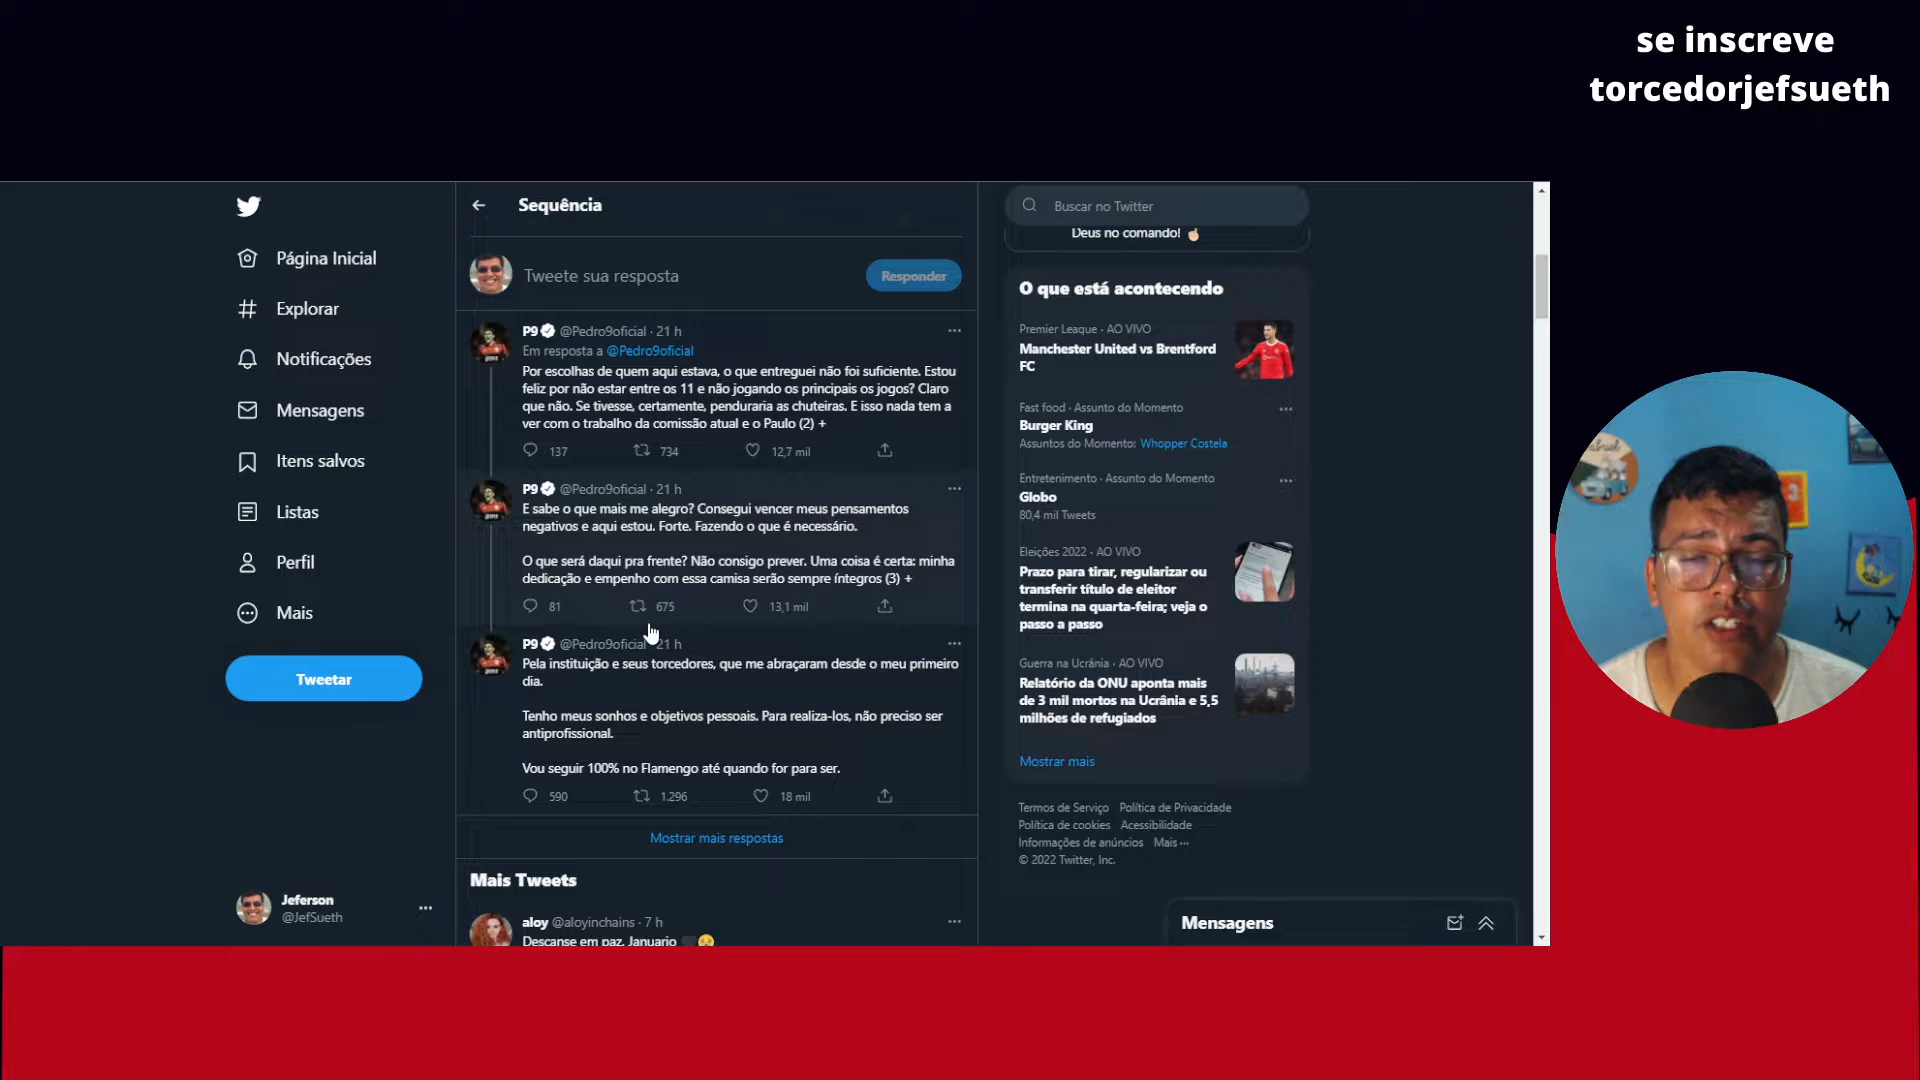 se inscreve
torcedorjefsueth
Sequência
Buscar no Twitter
Deus no comando!
Página Inicial
Explorar
Notificações
Mensagens
Itens salvos
Listas
Perfil
Mais
Tweetar
Jeferson
@JefSueth
Tweete sua resposta
Responder
P9 @Pedro9oficial · 21 h
Em resposta a @Pedro9oficial
Por escolhas de quem aqui estava, o que entreguei não foi suficiente. Estou
feliz por não estar entre os 11 e não jogando os principais os jogos? Claro
que não. Se tivesse, certamente, penduraria as chuteiras. E isso nada tem a
ver com o trabalho da comissão atual e o Paulo (2) +
137 734 12,7 mil
P9 @Pedro9oficial · 21 h
E sabe o que mais me alegro? Consegui vencer meus pensamentos
negativos e aqui estou. Forte. Fazendo o que é necessário.
O que será daqui pra frente? Não consigo prever. Uma coisa é certa: minha
dedicação e empenho com essa camisa serão sempre íntegros (3) +
81 675 13,1 mil
P9 @Pedro9oficial · 21 h
Pela instituição e seus torcedores, que me abraçaram desde o meu primeiro
dia.
Tenho meus sonhos e objetivos pessoais. Para realiza-los, não preciso ser
antiprofissional.
Vou seguir 100% no Flamengo até quando for para ser.
590 1.296 18 mil
Mostrar mais respostas
Mais Tweets
aloy @aloyinchains · 7 h
Descanse em paz, Januario
O que está acontecendo
Premier League · AO VIVO
Manchester United vs Brentford
FC
Fast food · Assunto do Momento
Burger King
Assuntos do Momento: Whopper Costela
Entretenimento · Assunto do Momento
Globo
80,4 mil Tweets
Eleições 2022 · AO VIVO
Prazo para tirar, regularizar ou
transferir título de eleitor
termina na quarta-feira; veja o
passo a passo
Guerra na Ucrânia · AO VIVO
Relatório da ONU aponta mais
de 3 mil mortos na Ucrânia e 5,5
milhões de refugiados
Mostrar mais
Termos de Serviço Política de Privacidade
Política de cookies Acessibilidade
Informações de anúncios Mais ···
© 2022 Twitter, Inc.
Mensagens